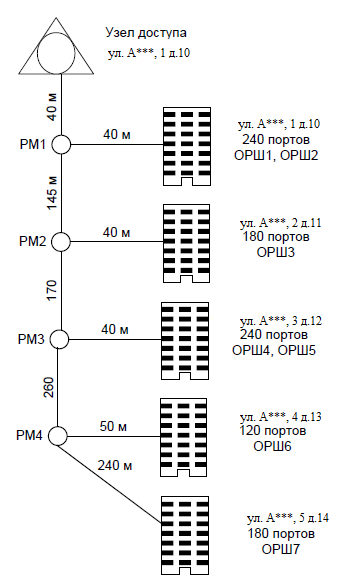 Узел доступа
ул. А***, 1 д.10
40 м
РМ1
40 м
ул. А***, 1 д.10
240 портов
ОРШ1, ОРШ2
145 м
РМ2
40 м
ул. А***, 2 д.11
180 портов
ОРШ3
170
РМ3
40 м
ул. А***, 3 д.12
240 портов
ОРШ4, ОРШ5
260
РМ4
50 м
ул. А***, 4 д.13
120 портов
ОРШ6
240 м
ул. А***, 5 д.14
180 портов
ОРШ7